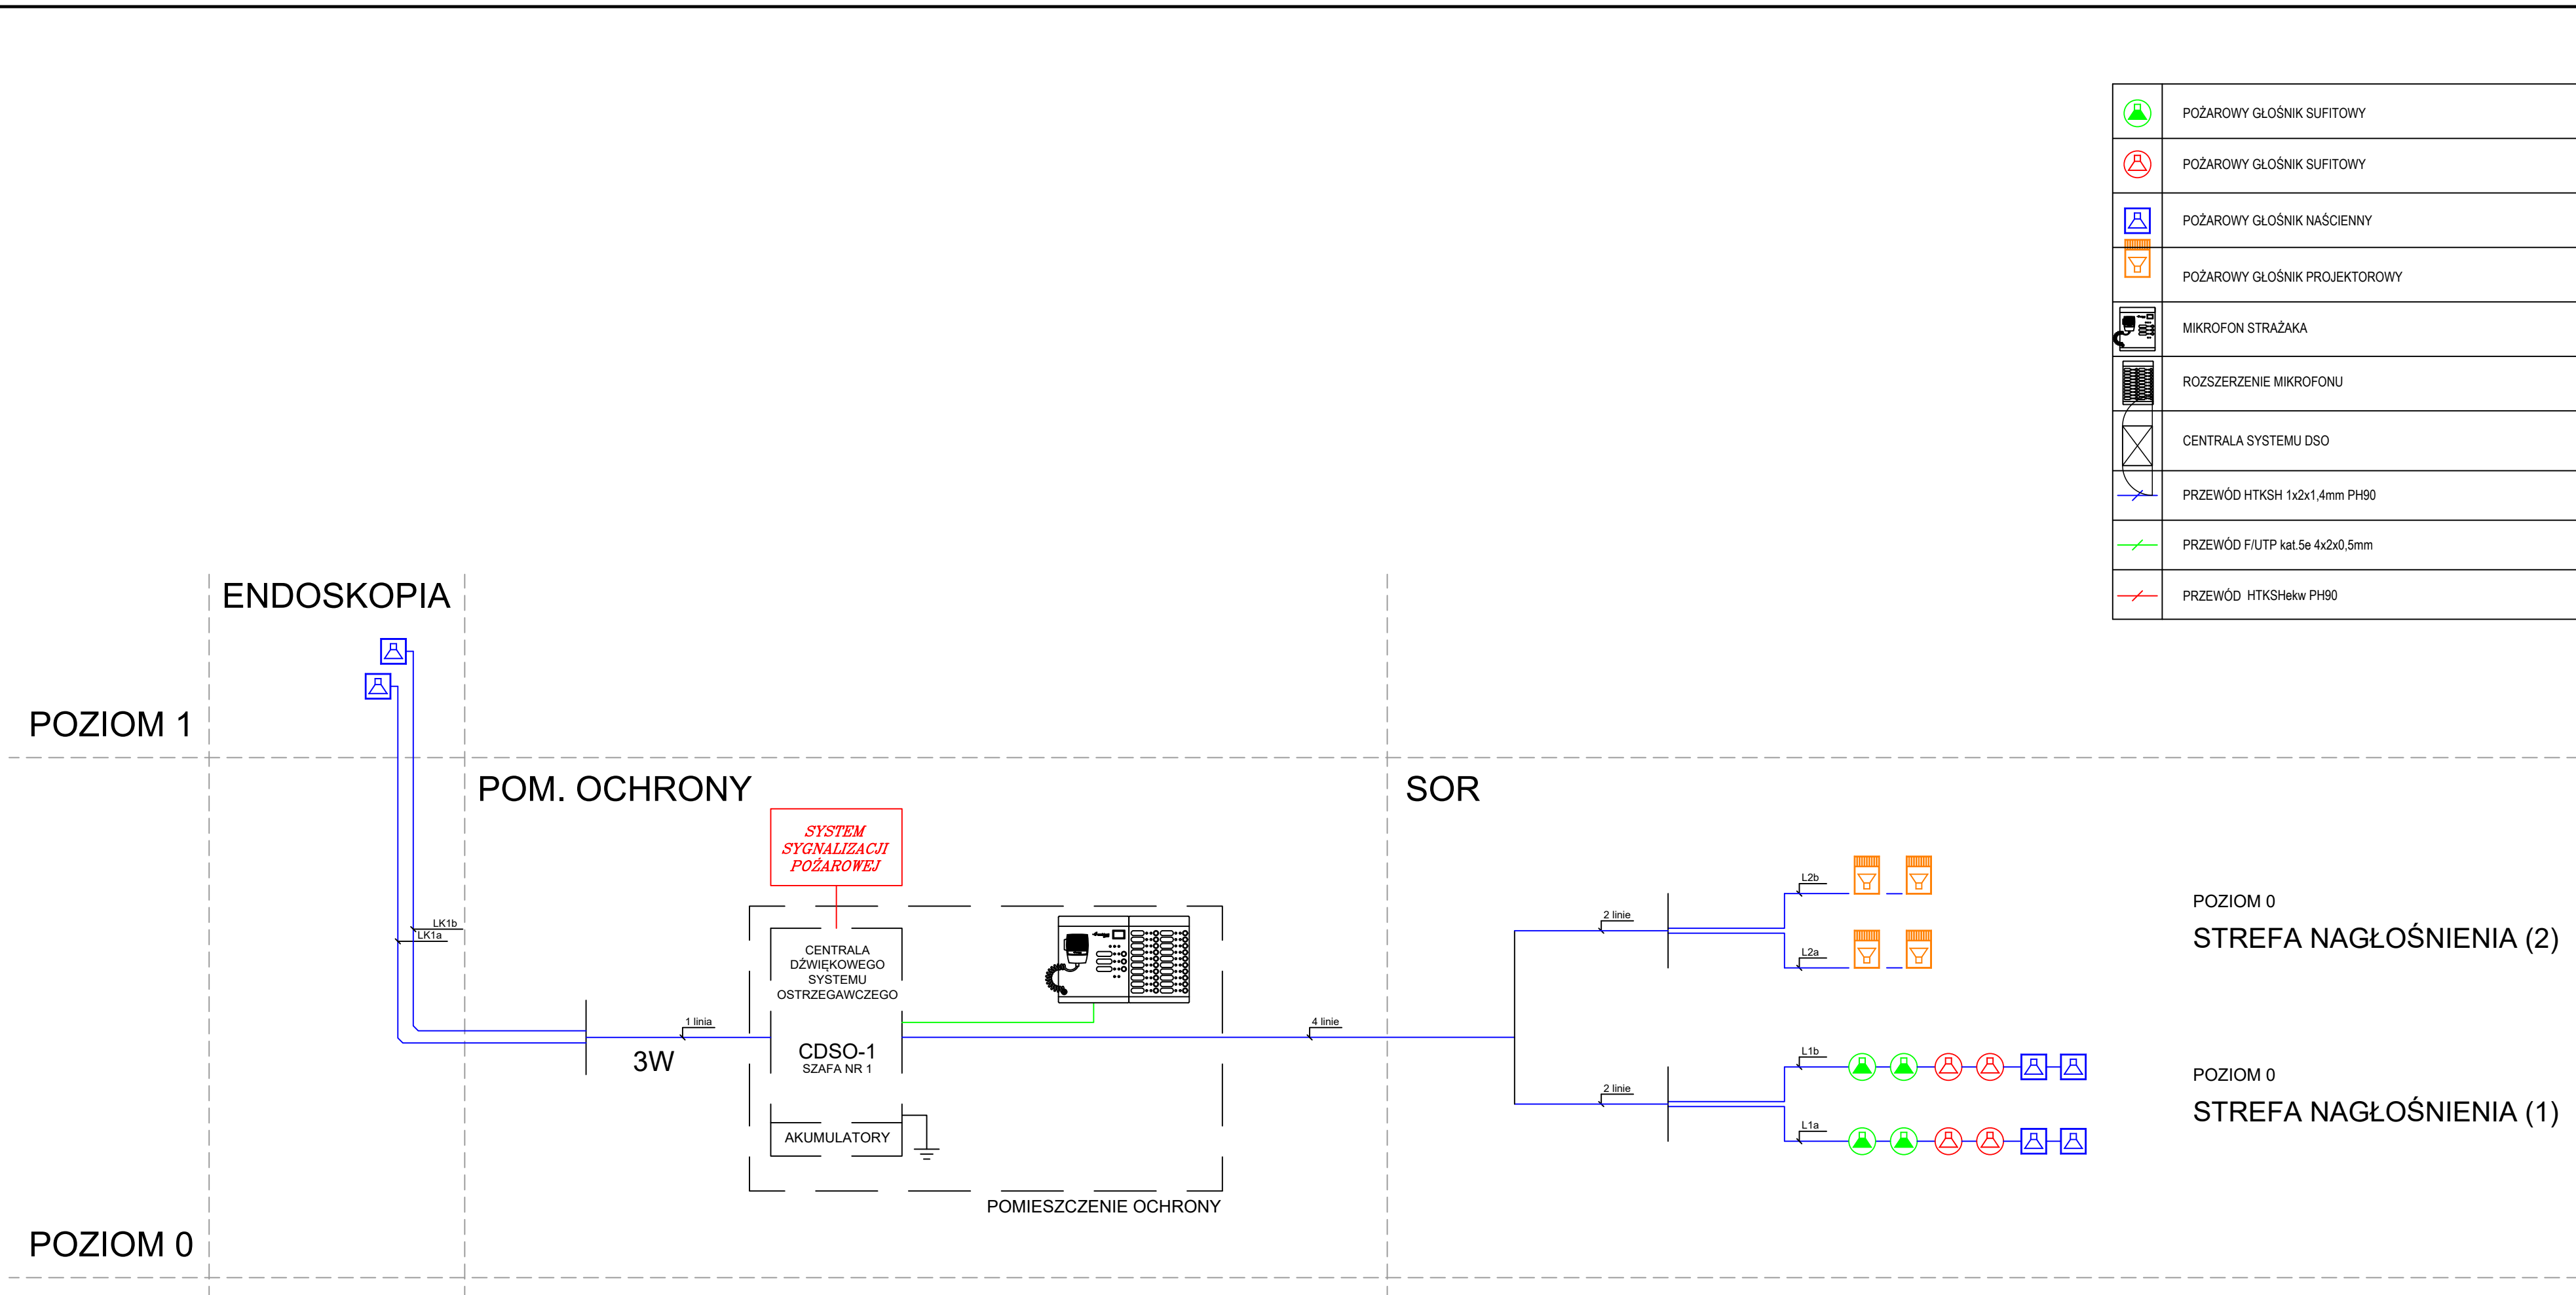 POŻAROWY GŁOŚNIK SUFITOWY
POŻAROWY GŁOŚNIK SUFITOWY
POŻAROWY GŁOŚNIK NAŚCIENNY
POŻAROWY GŁOŚNIK PROJEKTOROWY
MIKROFON STRAŻAKA
ROZSZERZENIE MIKROFONU
CENTRALA SYSTEMU DSO
PRZEWÓD HTKSH 1x2x1,4mm PH90
PRZEWÓD F/UTP kat.5e 4x2x0,5mm
PRZEWÓD HTKSHekw PH90
ENDOSKOPIA
POZIOM 1
POM. OCHRONY
SOR
SYSTEM
SYGNALIZACJI
POŻAROWEJ
LK1b
LK1a
1 linia
3W
CENTRALA
DŹWIĘKOWEGO
SYSTEMU
OSTRZEGAWCZEGO
CDSO-1
SZAFA NR 1
AKUMULATORY
POMIESZCZENIE OCHRONY
4 linie
2 linie
L2b
L2a
POZIOM 0
STREFA NAGŁOŚNIENIA (2)
2 linie
L1b
L1a
POZIOM 0
STREFA NAGŁOŚNIENIA (1)
POZIOM 0